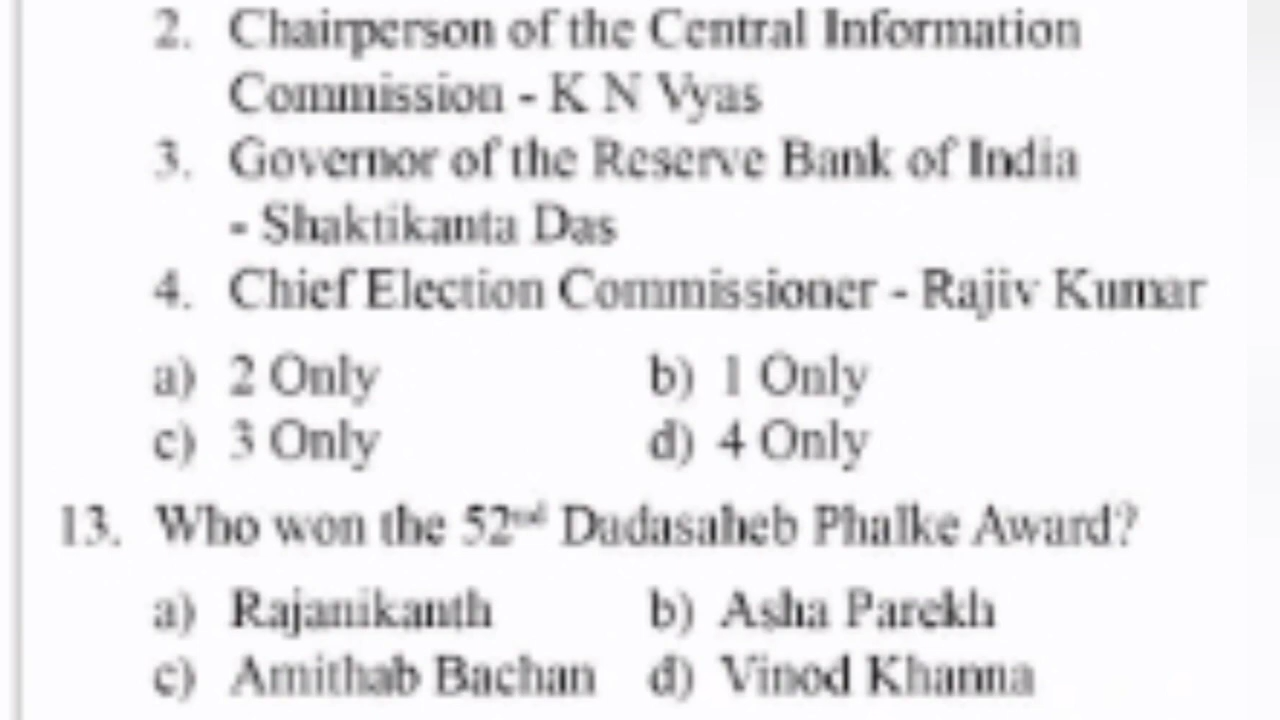 2. Chairperson of the Central Information
Commission - K N Vyas
3. Governor of the Reserve Bank of India
- Shaktikanta Das
4. Chief Election Commissioner - Rajiv Kumar
a) 2 Only b) 1 Only
c) 3 Only d) 4 Only
13. Who won the 52nd Dadasaheb Phalke Award?
a) Rajanikanth b) Asha Parekh
c) Amithab Bachan d) Vinod Khanna